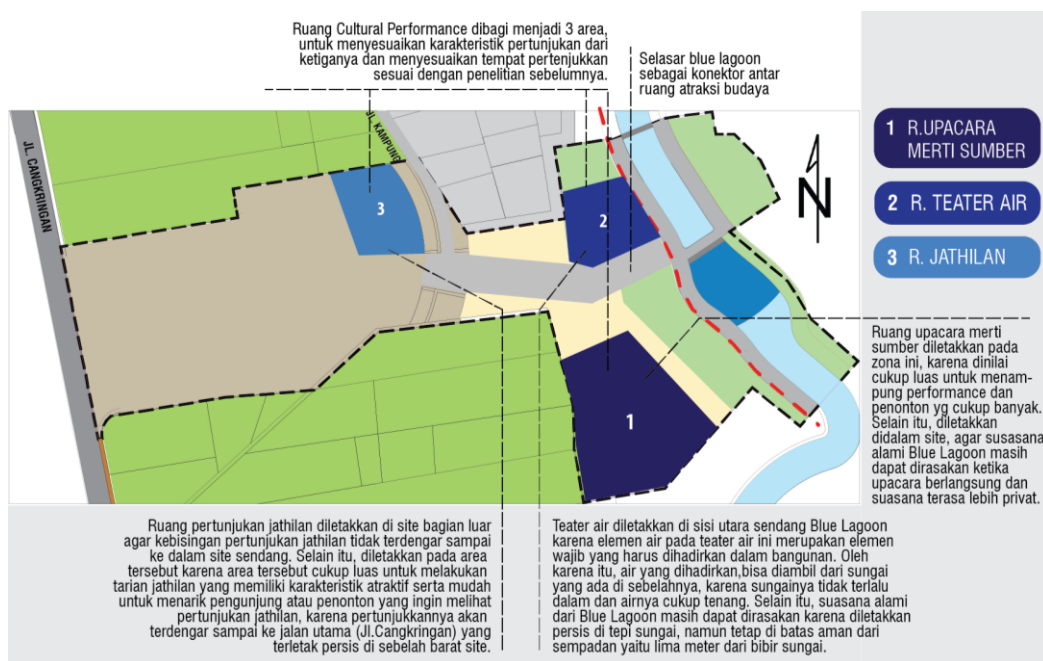 Ruang Cultural Performance dibagi menjadi 3 area,
untuk menyesuaikan karakteristik pertunjukan dari
ketiganya dan menyesuaikan tempat pertenjukkan
sesuai dengan penelitian sebelumnya.
Selasar blue lagoon
sebagai konektor antar
ruang atraksi budaya
JL. CANGKRINGAN
JL. KAMPUNG
3
2
1
N
1 R.UPACARA
MERTI SUMBER
2 R. TEATER AIR
3 R. JATHILAN
Ruang upacara merti
sumber diletakkan pada
zona ini, karena dinilai
cukup luas untuk menam-
pung performance dan
penonton yg cukup banyak.
Selain itu, diletakkan
didalam site, agar susasana
alami Blue Lagoon masih
dapat dirasakan ketika
upacara berlangsung dan
suasana terasa lebih privat.
Ruang pertunjukan jathilan diletakkan di site bagian luar
agar kebisingan pertunjukan jathilan tidak terdengar sampai
ke dalam site sendang. Selain itu, diletakkan pada area
tersebut karena area tersebut cukup luas untuk melakukan
tarian jathilan yang memiliki karakteristik atraktif serta mudah
untuk menarik pengunjung atau penonton yang ingin melihat
pertunjukan jathilan, karena pertunjukkannya akan
terdengar sampai ke jalan utama (Jl.Cangkringan) yang
terletak persis di sebelah barat site.
Teater air diletakkan di sisi utara sendang Blue Lagoon
karena elemen air pada teater air ini merupakan elemen
wajib yang harus dihadirkan dalam bangunan. Oleh
karena itu, air yang dihadirkan,bisa diambil dari sungai
yang ada di sebelahnya, karena sungainya tidak terlalu
dalam dan airnya cukup tenang. Selain itu, suasana alami
dari Blue Lagoon masih dapat dirasakan karena diletakkan
persis di tepi sungai, namun tetap di batas aman dari
sempadan yaitu lima meter dari bibir sungai.